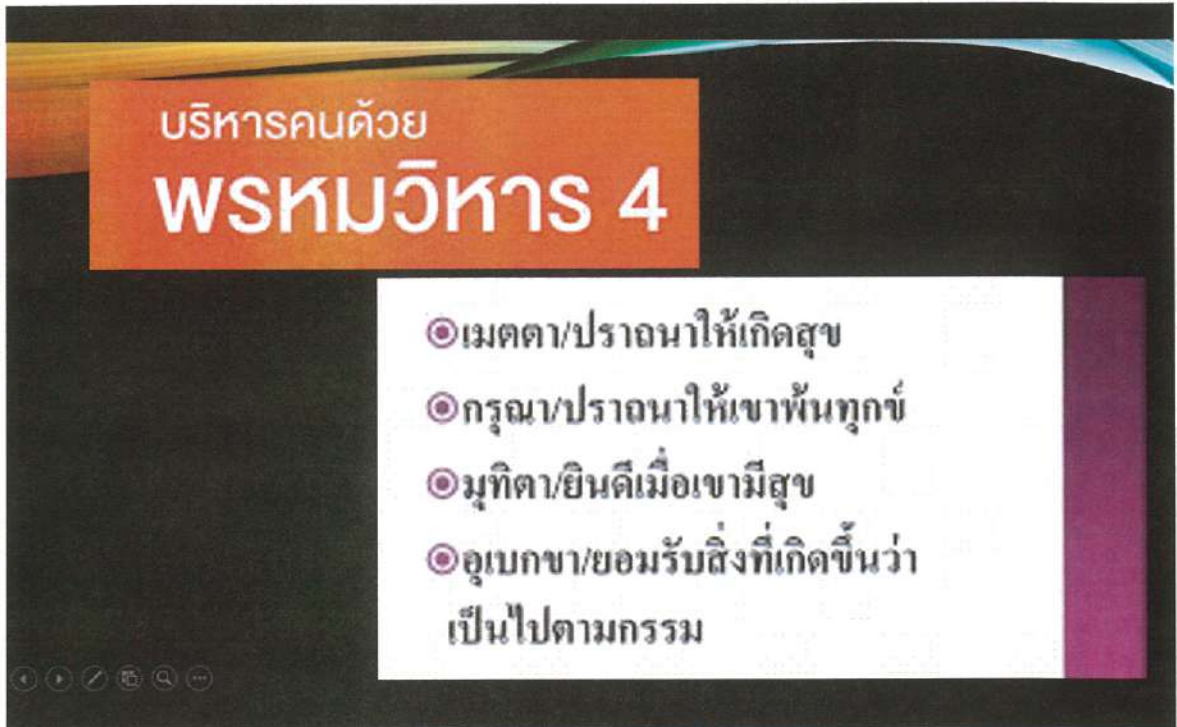 บริหารคนด้วย
พรหมวิหาร 4
เมตตา/ปราถนาให้เกิดสุข
กรุณา/ปราถนาให้เขาพ้นทุกข์
มุทิตา/ยินดีเมื่อเขามีสุข
อุเบกขา/ยอมรับสิ่งที่เกิดขึ้นว่า
เป็นไปตามกรรม